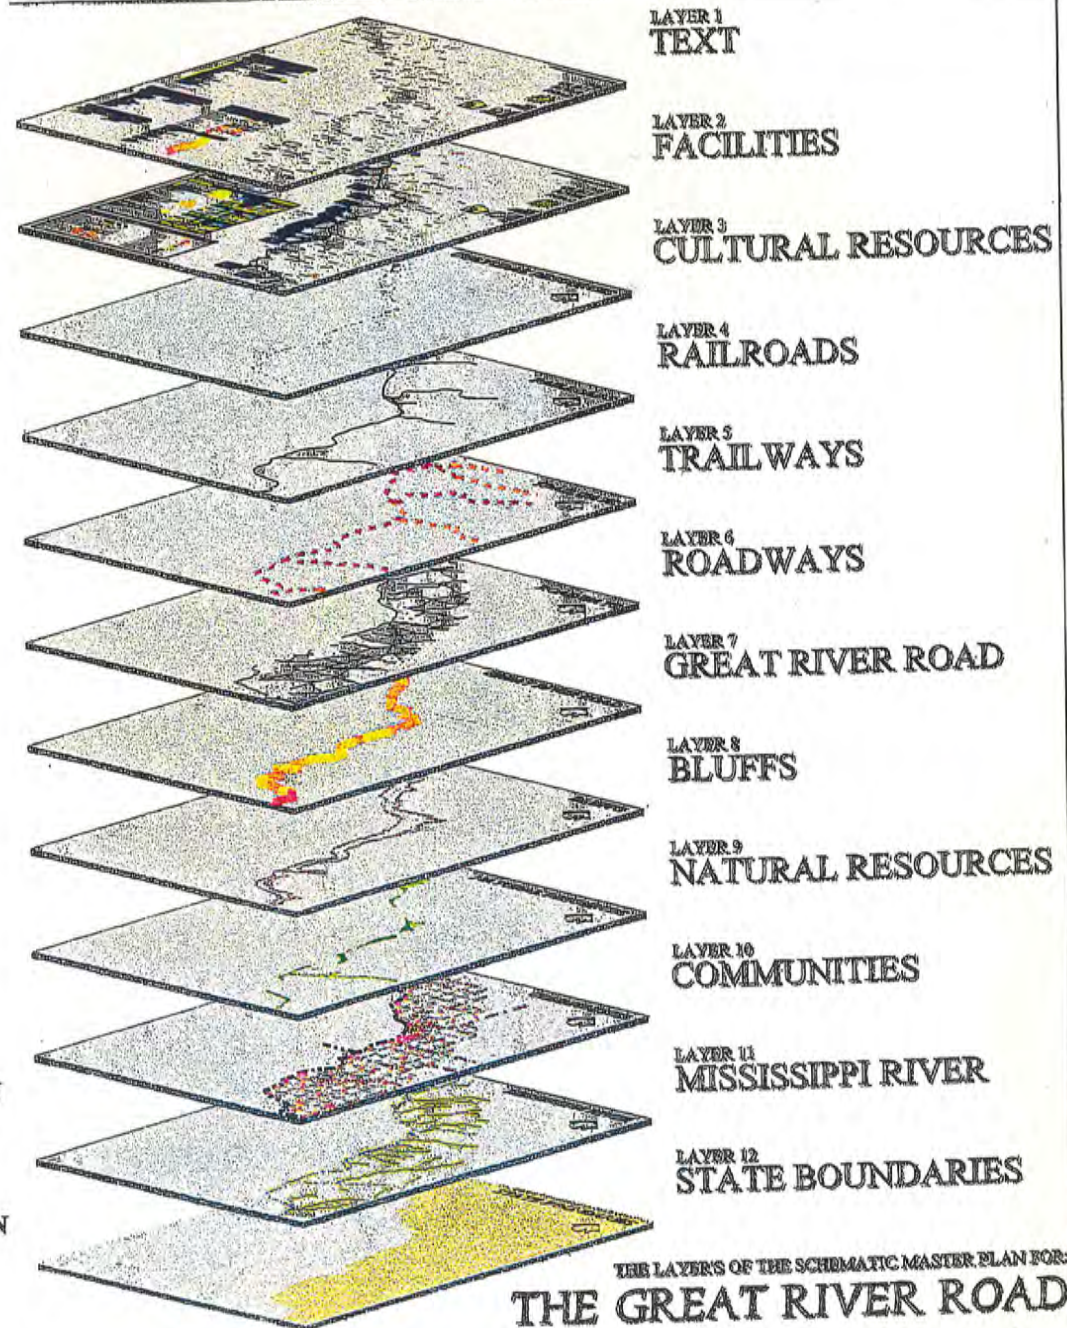 LAYER 1
TEXT
LAYER 2
FACILITIES
LAYER 3
CULTURAL RESOURCES
LAYER 4
RAILROADS
LAYER 5
TRAILWAYS
LAYER 6
ROADWAYS
LAYER 7
GREAT RIVER ROAD
LAYER 8
BLUFFS
LAYER 9
NATURAL RESOURCES
LAYER 10
COMMUNITIES
LAYER 11
MISSISSIPPI RIVER
LAYER 12
STATE BOUNDARIES
THE LAYER'S OF THE SCHEMATIC MASTER PLAN FOR:
THE GREAT RIVER ROAD